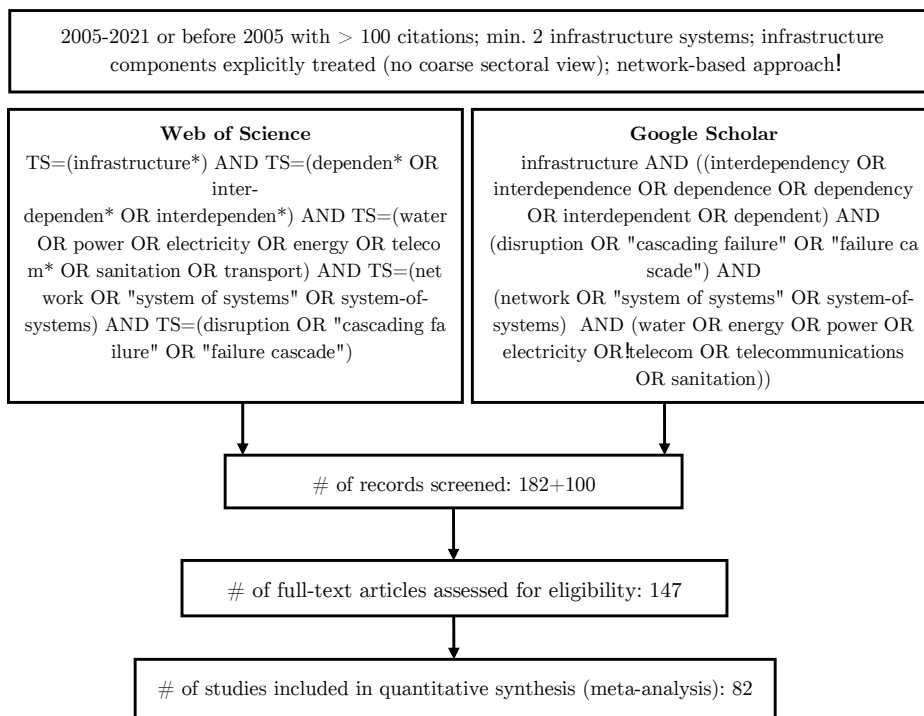 2005-2021 or before 2005 with > 100 citations; min. 2 infrastructure systems; infrastructure
components explicitly treated (no coarse sectoral view); network-based approach!
Web of Science
TS=(infrastructure*) AND TS=(dependen* OR
inter-
dependen* OR interdependen*) AND TS=(water
OR power OR electricity OR energy OR teleco
m* OR sanitation OR transport) AND TS=(net
work OR "system of systems" OR system-of-
systems) AND TS=(disruption OR "cascading fa
ilure" OR "failure cascade")
Google Scholar
infrastructure AND ((interdependency OR
interdependence OR dependence OR dependency
OR interdependent OR dependent) AND
(disruption OR "cascading failure" OR "failure ca
scade") AND
(network OR "system of systems" OR system-of-
systems) AND (water OR energy OR power OR
electricity OR!telecom OR telecommunications
OR sanitation))
# of records screened: 182+100
# of full-text articles assessed for eligibility: 147
# of studies included in quantitative synthesis (meta-analysis): 82